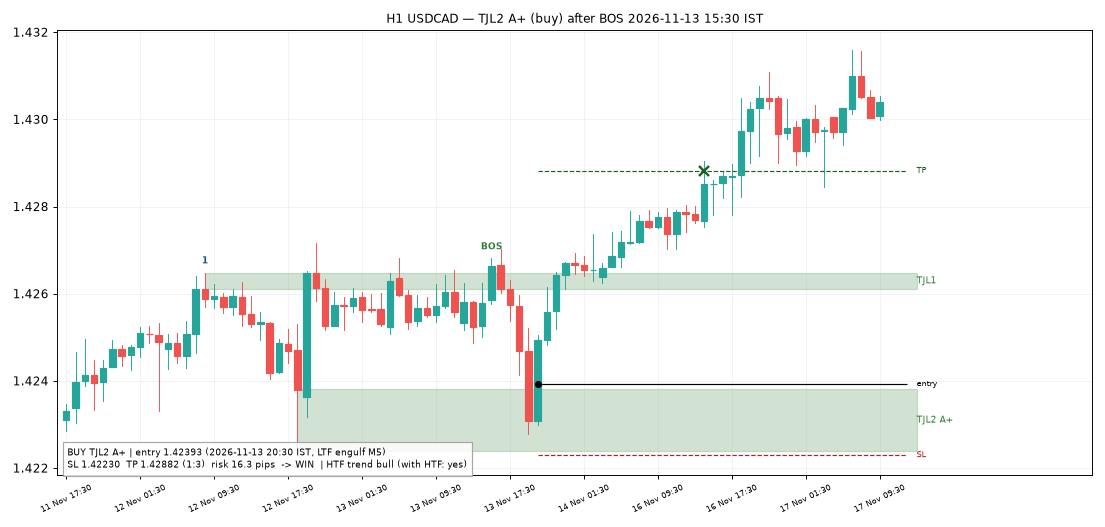 H1 USDCAD — TJL2 A+ (buy) after BOS 2026-11-13 15:30 IST
1.432
1.430
1.428
1.426
1.424
1.422
1
BOS
TP
TJL1
entry
TJL2 A+
SL
BUY TJL2 A+ | entry 1.42393 (2026-11-13 20:30 IST, LTF engulf M5)
SL 1.42230  TP 1.42882 (1:3)  risk 16.3 pips  -> WIN  | HTF trend bull (with HTF: yes)
11 Nov 17:30
12 Nov 01:30
12 Nov 09:30
12 Nov 17:30
13 Nov 01:30
13 Nov 09:30
13 Nov 17:30
14 Nov 01:30
16 Nov 09:30
16 Nov 17:30
17 Nov 01:30
17 Nov 09:30